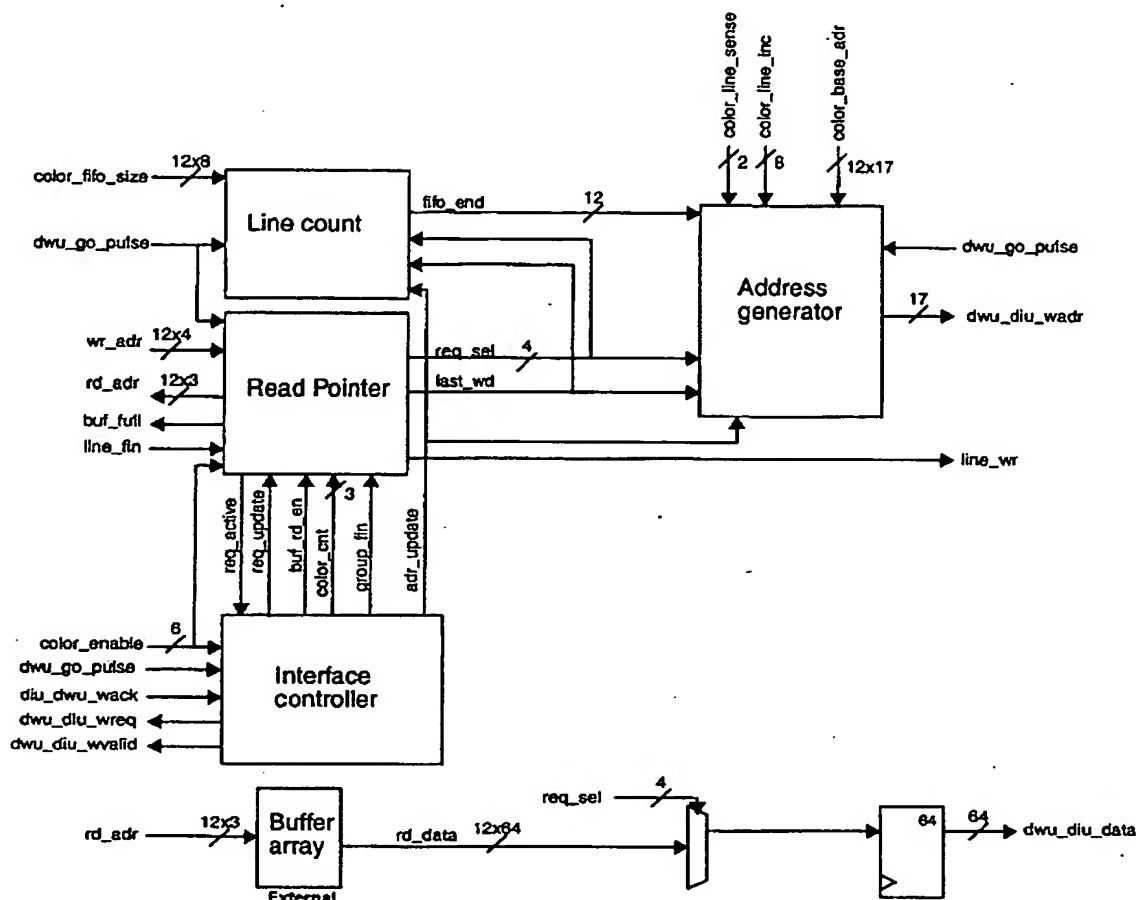 color_line_sense
color_line_inc
color_base_adr
2
8
12x17
color_fifo_size
12x8
dwu_go_pulse
Line count
fifo_end
12
Address
generator
dwu_go_pulse
17
dwu_diu_wadr
wr_adr
12x4
rd_adr
12x3
buf_full
line_fin
Read Pointer
req_sel
4
last_wd
line_wr
req_active
req_update
buf_rd_en
color_cnt
3
group_fin
adr_update
color_enable
6
dwu_go_pulse
diu_dwu_wack
dwu_diu_wreq
dwu_diu_wvalid
Interface
controller
rd_adr
12x3
Buffer
array
External
rd_data
12x64
req_sel
4
64
64
dwu_diu_data